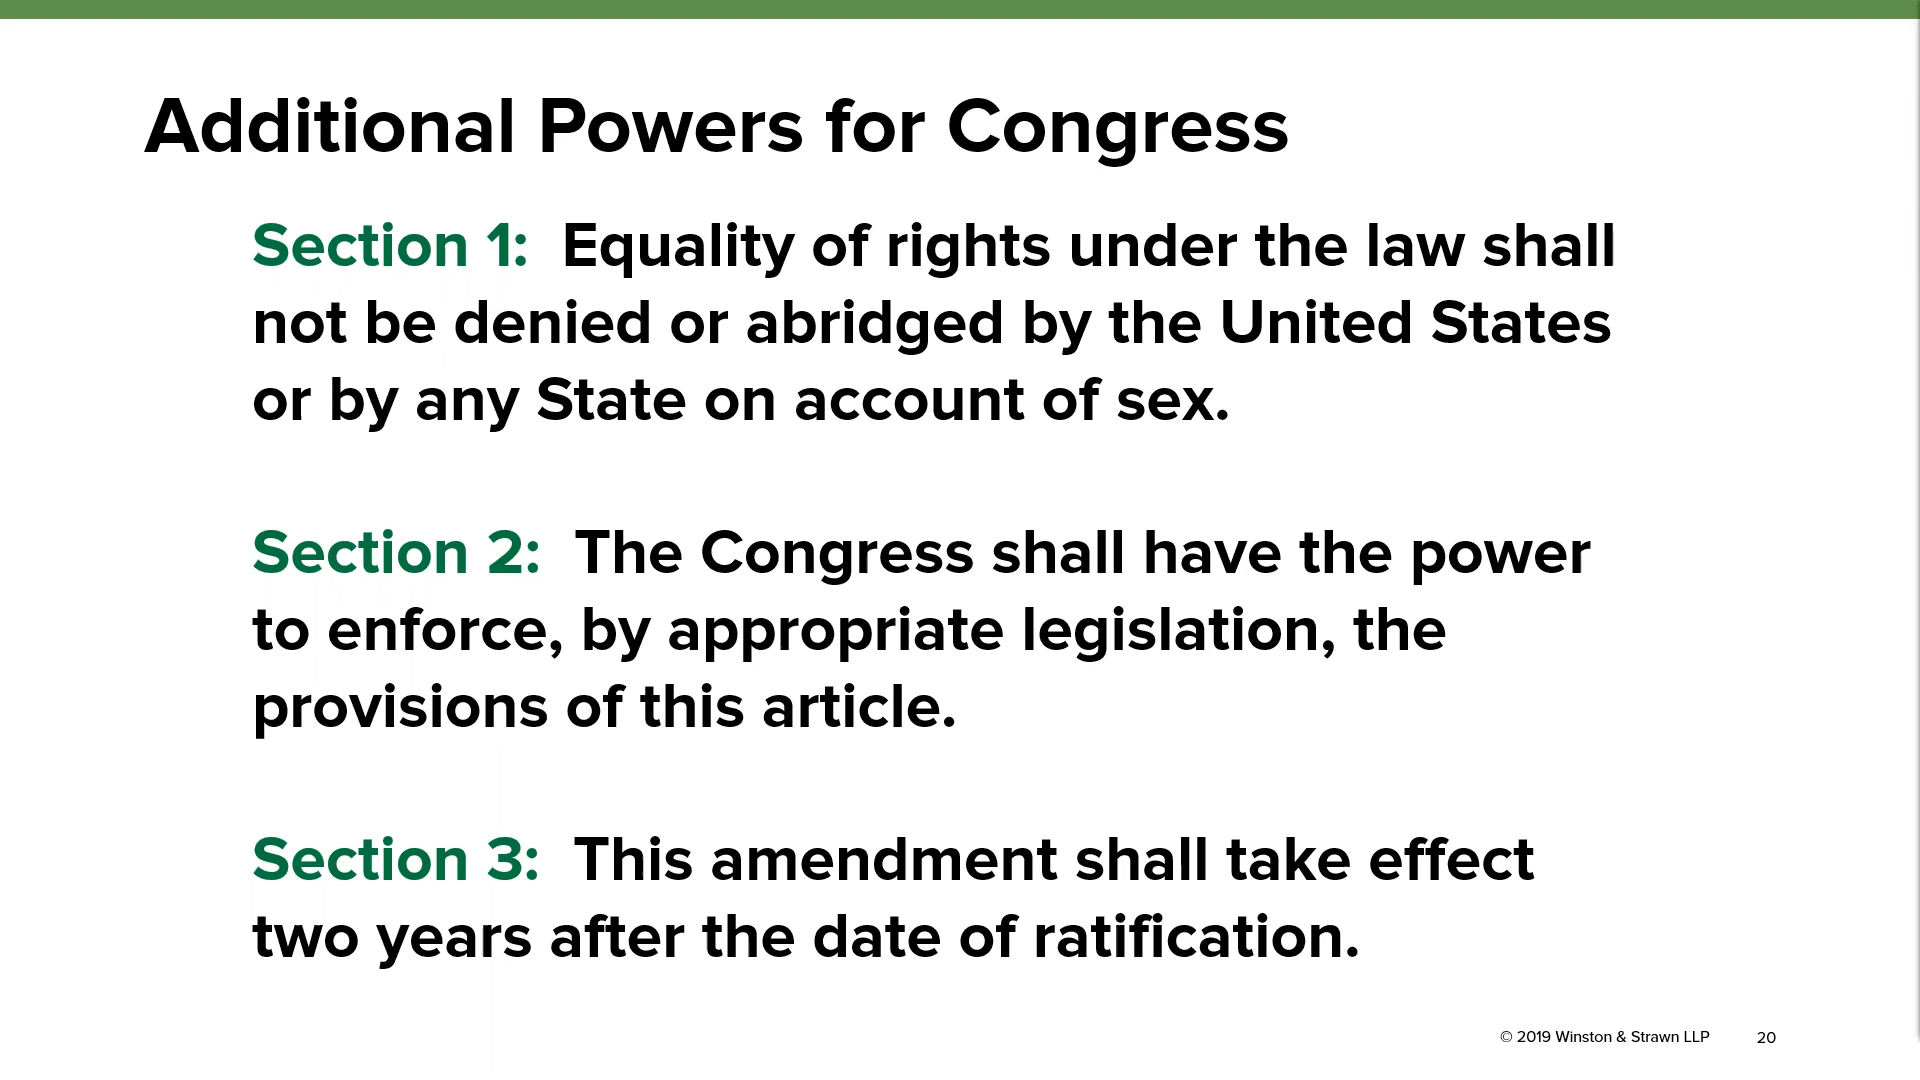 Additional Powers for Congress
Section 1: Equality of rights under the law shall
not be denied or abridged by the United States
or by any State on account of sex.
Section 2: The Congress shall have the power
to enforce, by appropriate legislation, the
provisions of this article.
Section 3: This amendment shall take effect
two years after the date of ratification.
© 2019 Winston & Strawn LLP 20